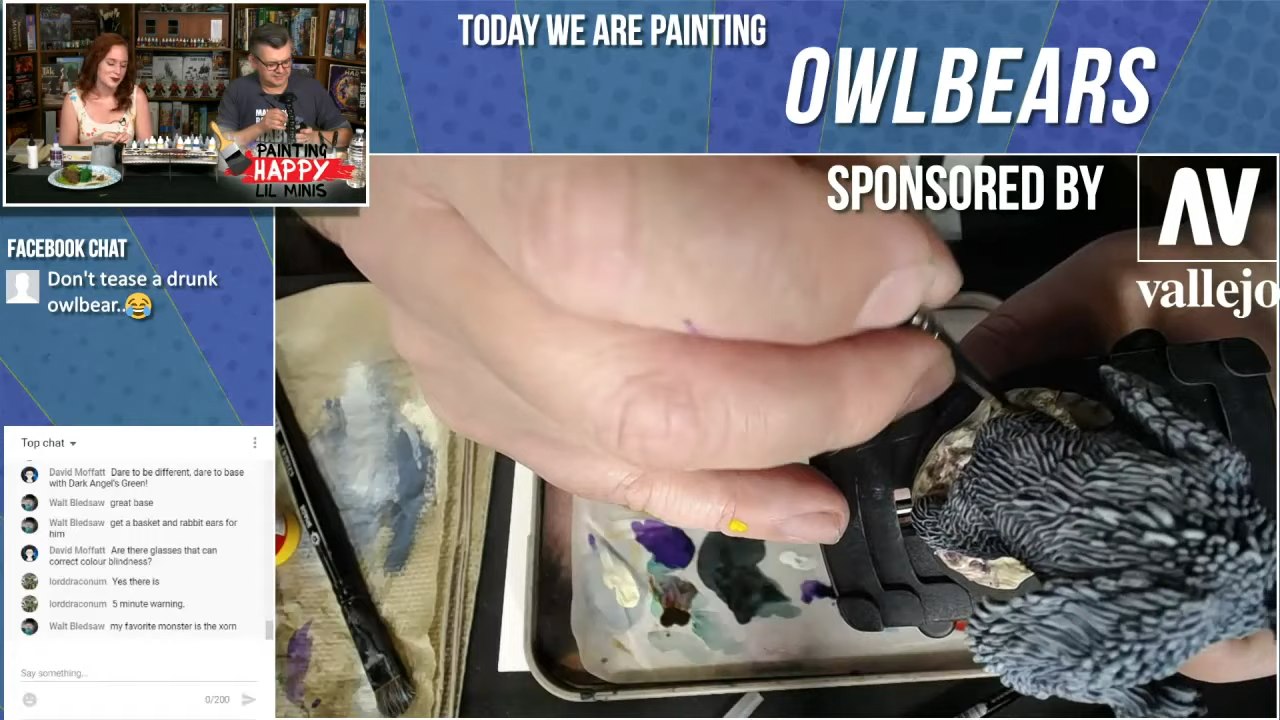 TODAY WE ARE PAINTING
OWLBEARS
SPONSORED BY
AV
vallejo
PAINTING
HAPPY
LIL MINIS
FACEBOOK CHAT
Don't tease a drunk
owlbear..😂
Top chat
David Moffatt Dare to be different, dare to base
with Dark Angel's Green!
Walt Bledsaw great base
Walt Bledsaw get a basket and rabbit ears for
him
David Moffatt Are there glasses that can
correct colour blindness?
lorddraconum Yes there is
lorddraconum 5 minute warning.
Walt Bledsaw my favorite monster is the xorn
Say something...
0/200